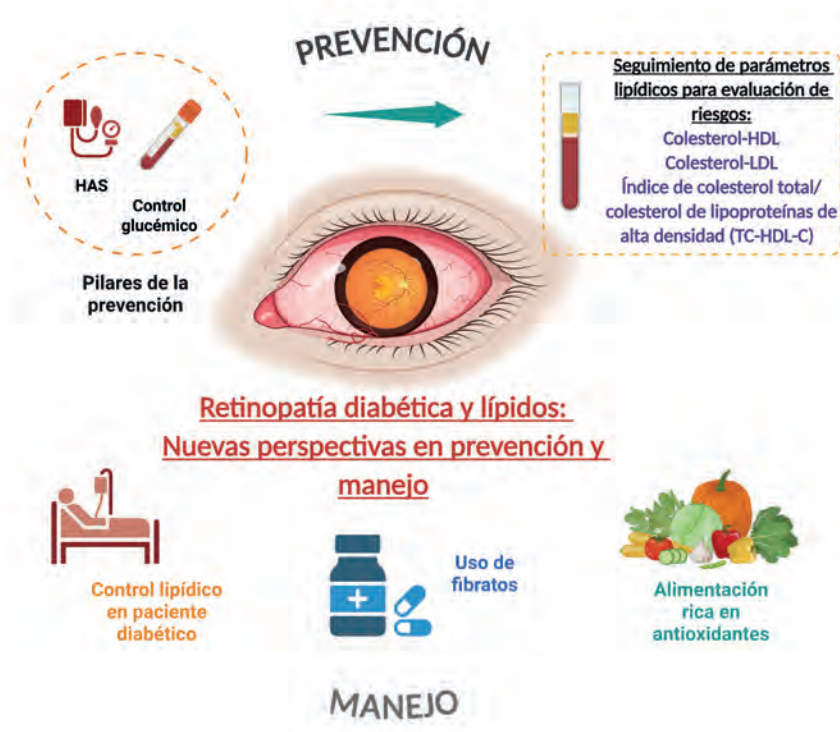 PREVENCIÓN
HAS
Control
glucémico
Pilares de la
prevención
Seguimiento de parámetros
lipídicos para evaluación de
riesgos:
Colesterol-HDL
Colesterol-LDL
Índice de colesterol total/
colesterol de lipoproteínas de
alta densidad (TC-HDL-C)
Retinopatía diabética y lípidos:
Nuevas perspectivas en prevención y
manejo
Control lipídico
en paciente
diabético
Uso de
fibratos
Alimentación
rica en
antioxidantes
MANEJO